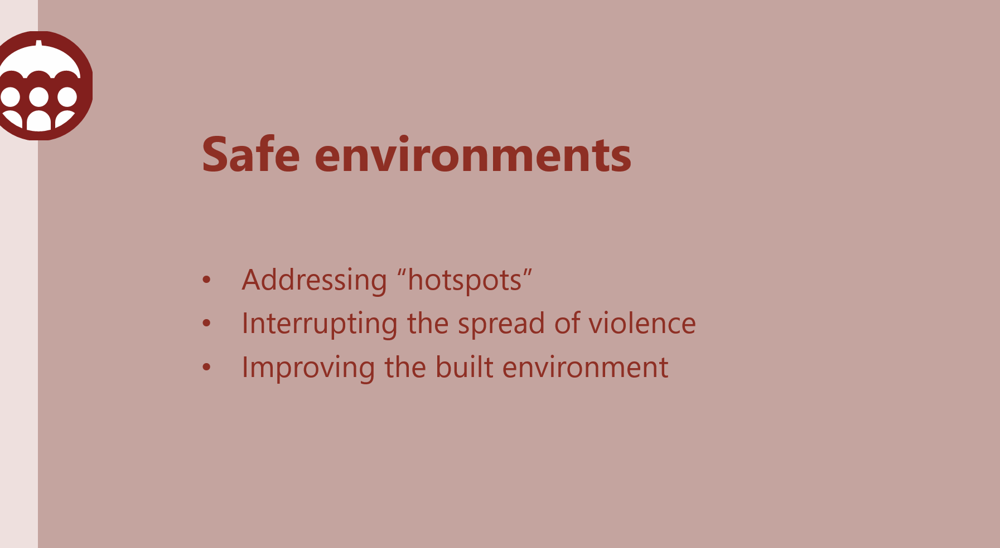 Safe environments
• Addressing “hotspots”
• Interrupting the spread of violence
• Improving the built environment